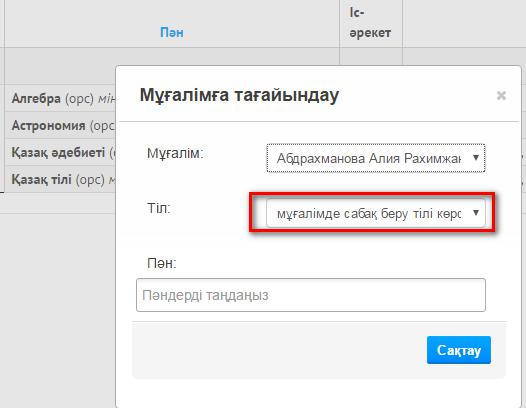 Іс-
әрекет
Пән
Мұғалімға тағайындау
×
Алгебра (орс)
Астрономия (орс
Қазақ әдебиеті (
Қазақ тілі (орс)
Мұғалім:
Абдрахманова Алия Рахимжан
Тіл:
мұғалімде сабақ беру тілі көрс
Пән:
Пәндерді таңдаңыз
Сақтау